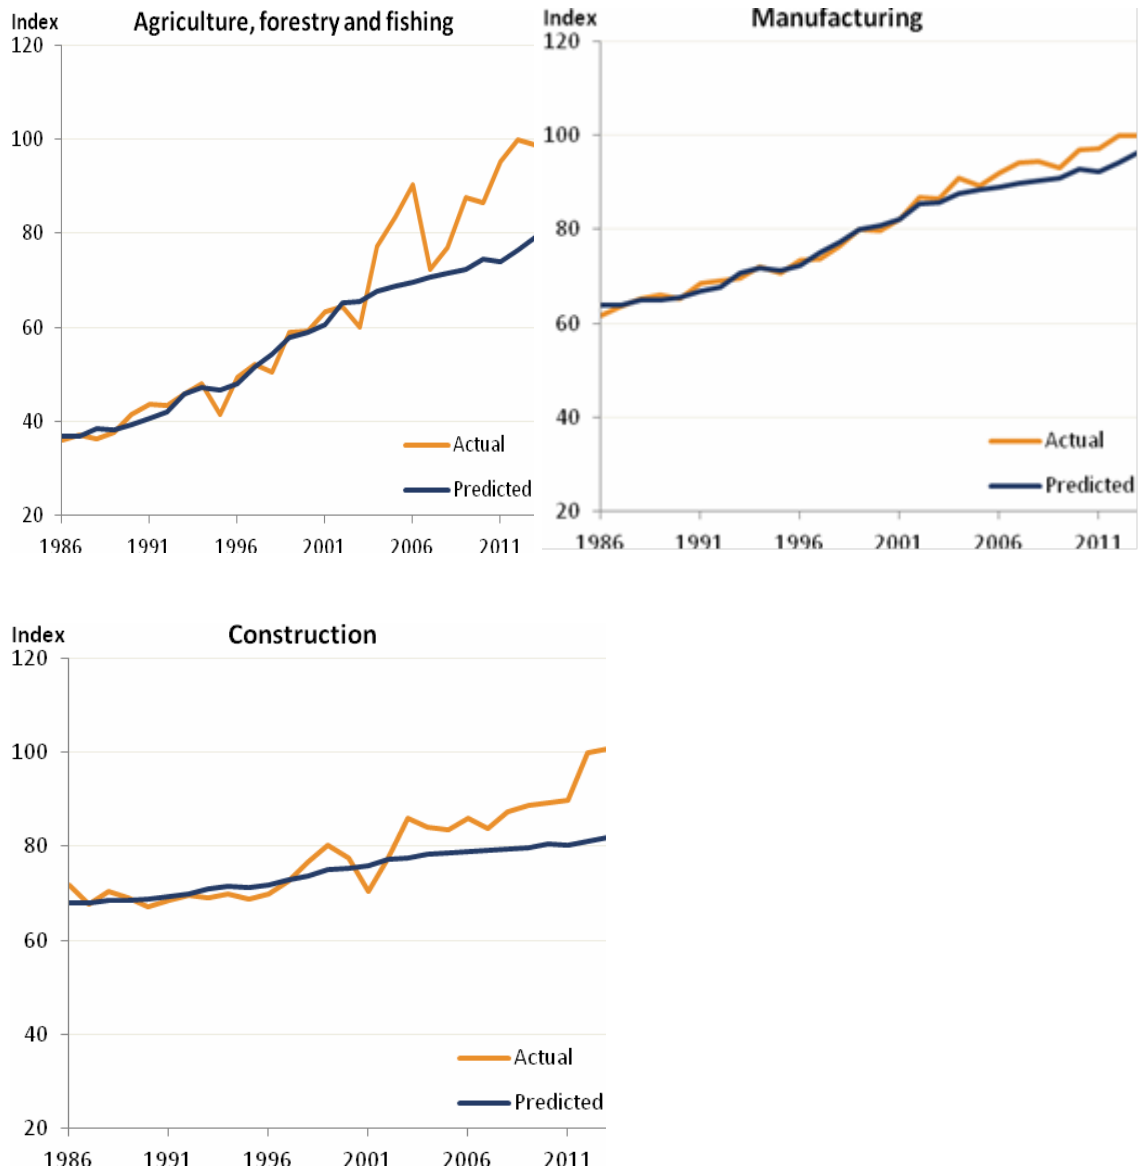 Index Agriculture, forestry and fishing
120
100
80
60
40
20
Actual
Predicted
1986 1991 1996 2001 2006 2011
Index Manufacturing
120
100
80
60
40
20
Actual
Predicted
1986 1991 1996 2001 2006 2011
Index Construction
120
100
80
60
40
20
Actual
Predicted
1986 1991 1996 2001 2006 2011